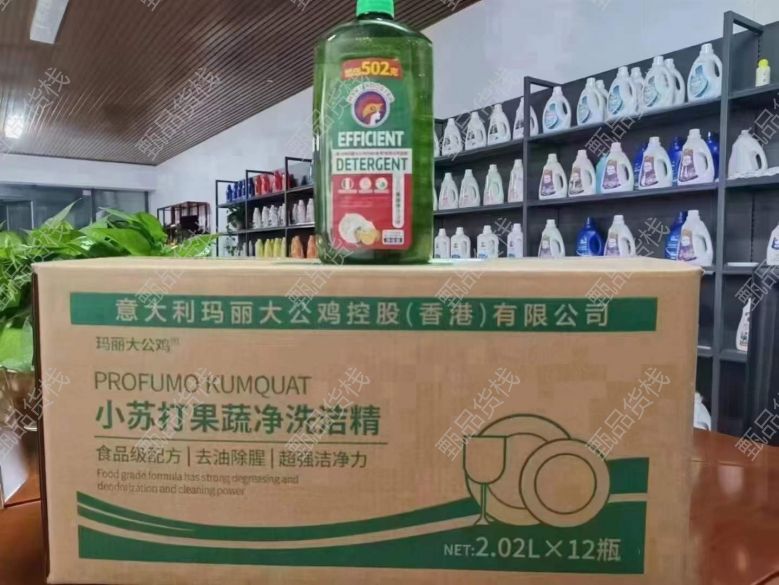 加량502克
EFFICIENT
DETERGENT
意大利玛丽大公鸡控股(香港)有限公司
玛丽大公鸡
PROFUMO KUMQUAT
小苏打果蔬净洗洁精
食品级配方|去油除腥|超强洁净力
Food grade formula has strong degreasing and
deodorization and cleaning power
NET:2.02L×12瓶
甄品货栈